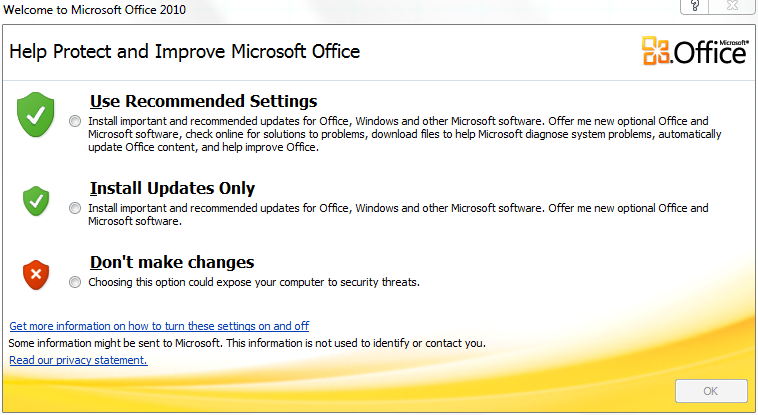 Welcome to Microsoft Office 2010
?
X
Help Protect and Improve Microsoft Office
Microsoft®
Office
Use Recommended Settings
Install important and recommended updates for Office, Windows and other Microsoft software. Offer me new optional Office and
Microsoft software, check online for solutions to problems, download files to help Microsoft diagnose system problems, automatically
update Office content, and help improve Office.
Install Updates Only
Install important and recommended updates for Office, Windows and other Microsoft software. Offer me new optional Office and
Microsoft software.
Don't make changes
Choosing this option could expose your computer to security threats.
Get more information on how to turn these settings on and off
Some information might be sent to Microsoft. This information is not used to identify or contact you.
Read our privacy statement.
OK